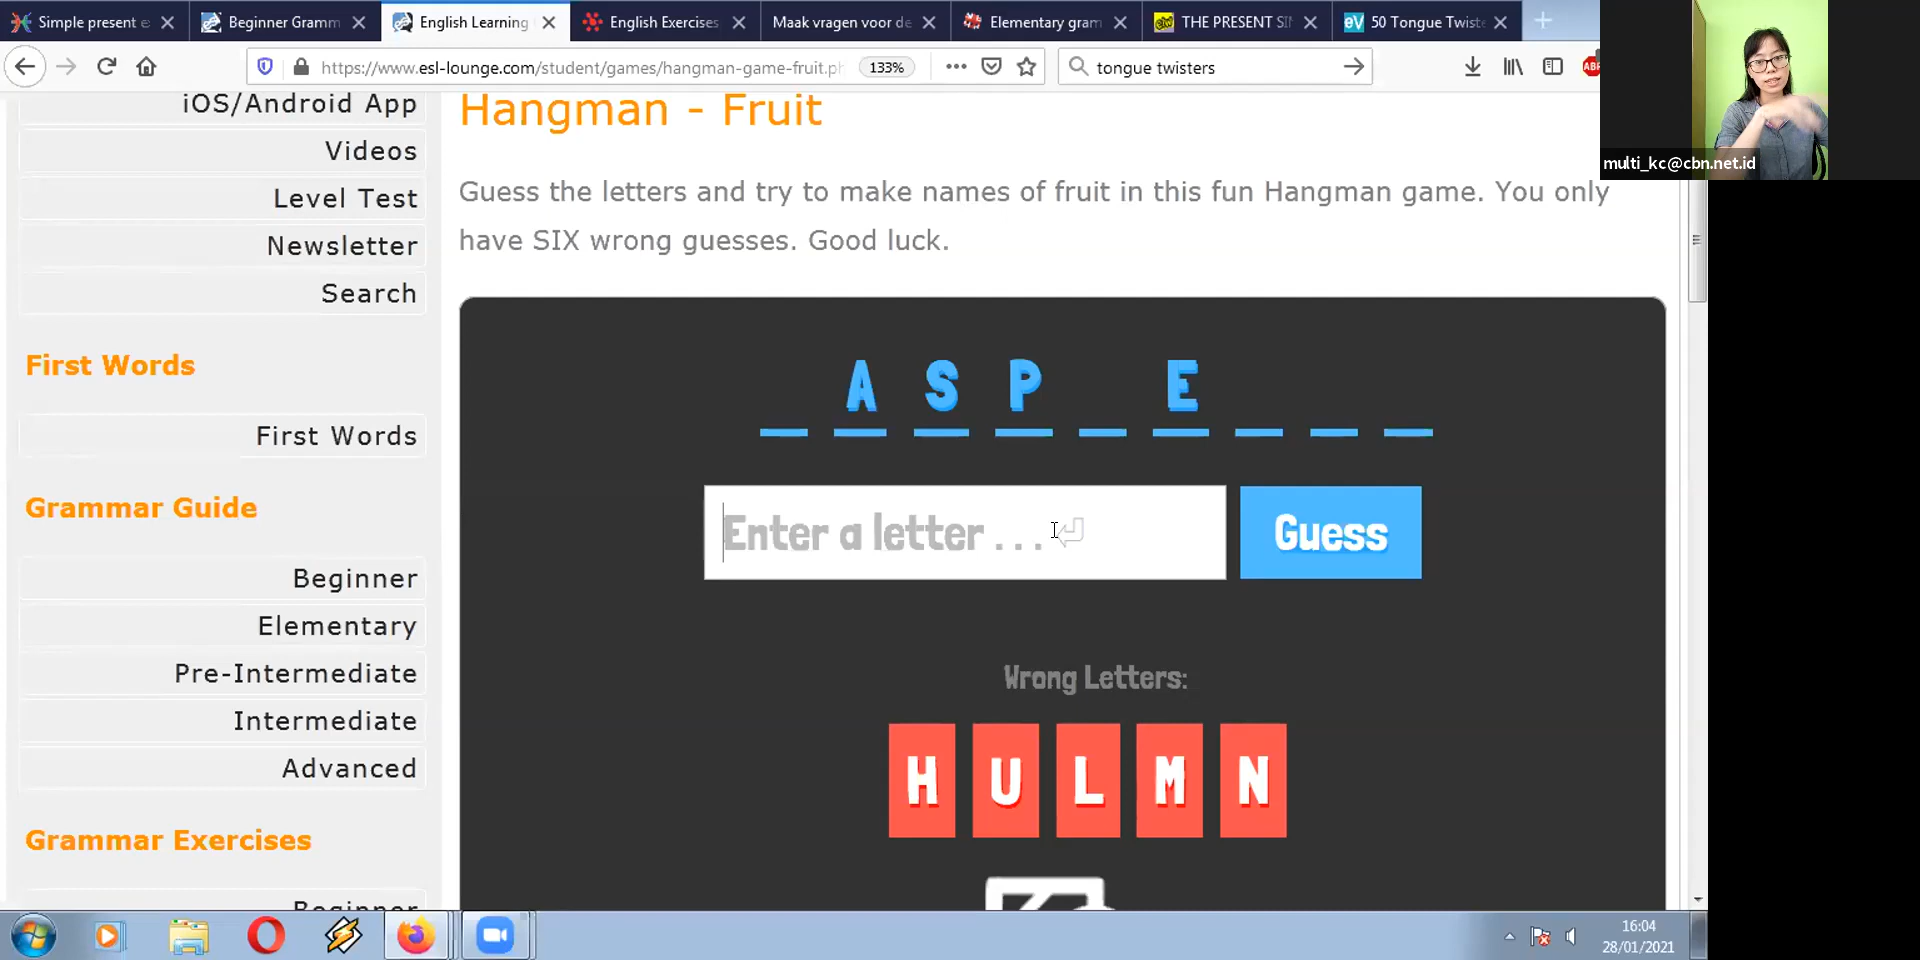 Simple present e
Beginner Gramm
English Learning
English Exercises
Maak vragen voor de
Elementary gram
THE PRESENT SI
50 Tongue Twist
https://www.esl-lounge.com/student/games/hangman-game-fruit.ph
133%
tongue twisters
ABP
multi_kc@cbn.net.id
iOS/Android App
Videos
Level Test
Newsletter
Search
First Words
First Words
Grammar Guide
Beginner
Elementary
Pre-Intermediate
Intermediate
Advanced
Grammar Exercises
Beginner
Hangman - Fruit
Guess the letters and try to make names of fruit in this fun Hangman game. You only
have SIX wrong guesses. Good luck.
_ A S P _ E _ _ _
Enter a letter ...
Guess
Wrong Letters:
H U L M N
16:04
28/01/2021